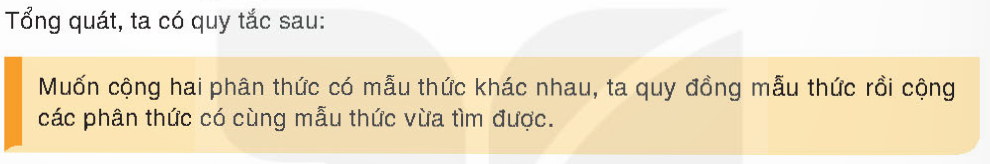 Tổng quát, ta có quy tắc sau:
Muốn cộng hai phân thức có mẫu thức khác nhau, ta quy đồng mẫu thức rồi cộng
các phân thức có cùng mẫu thức vừa tìm được.